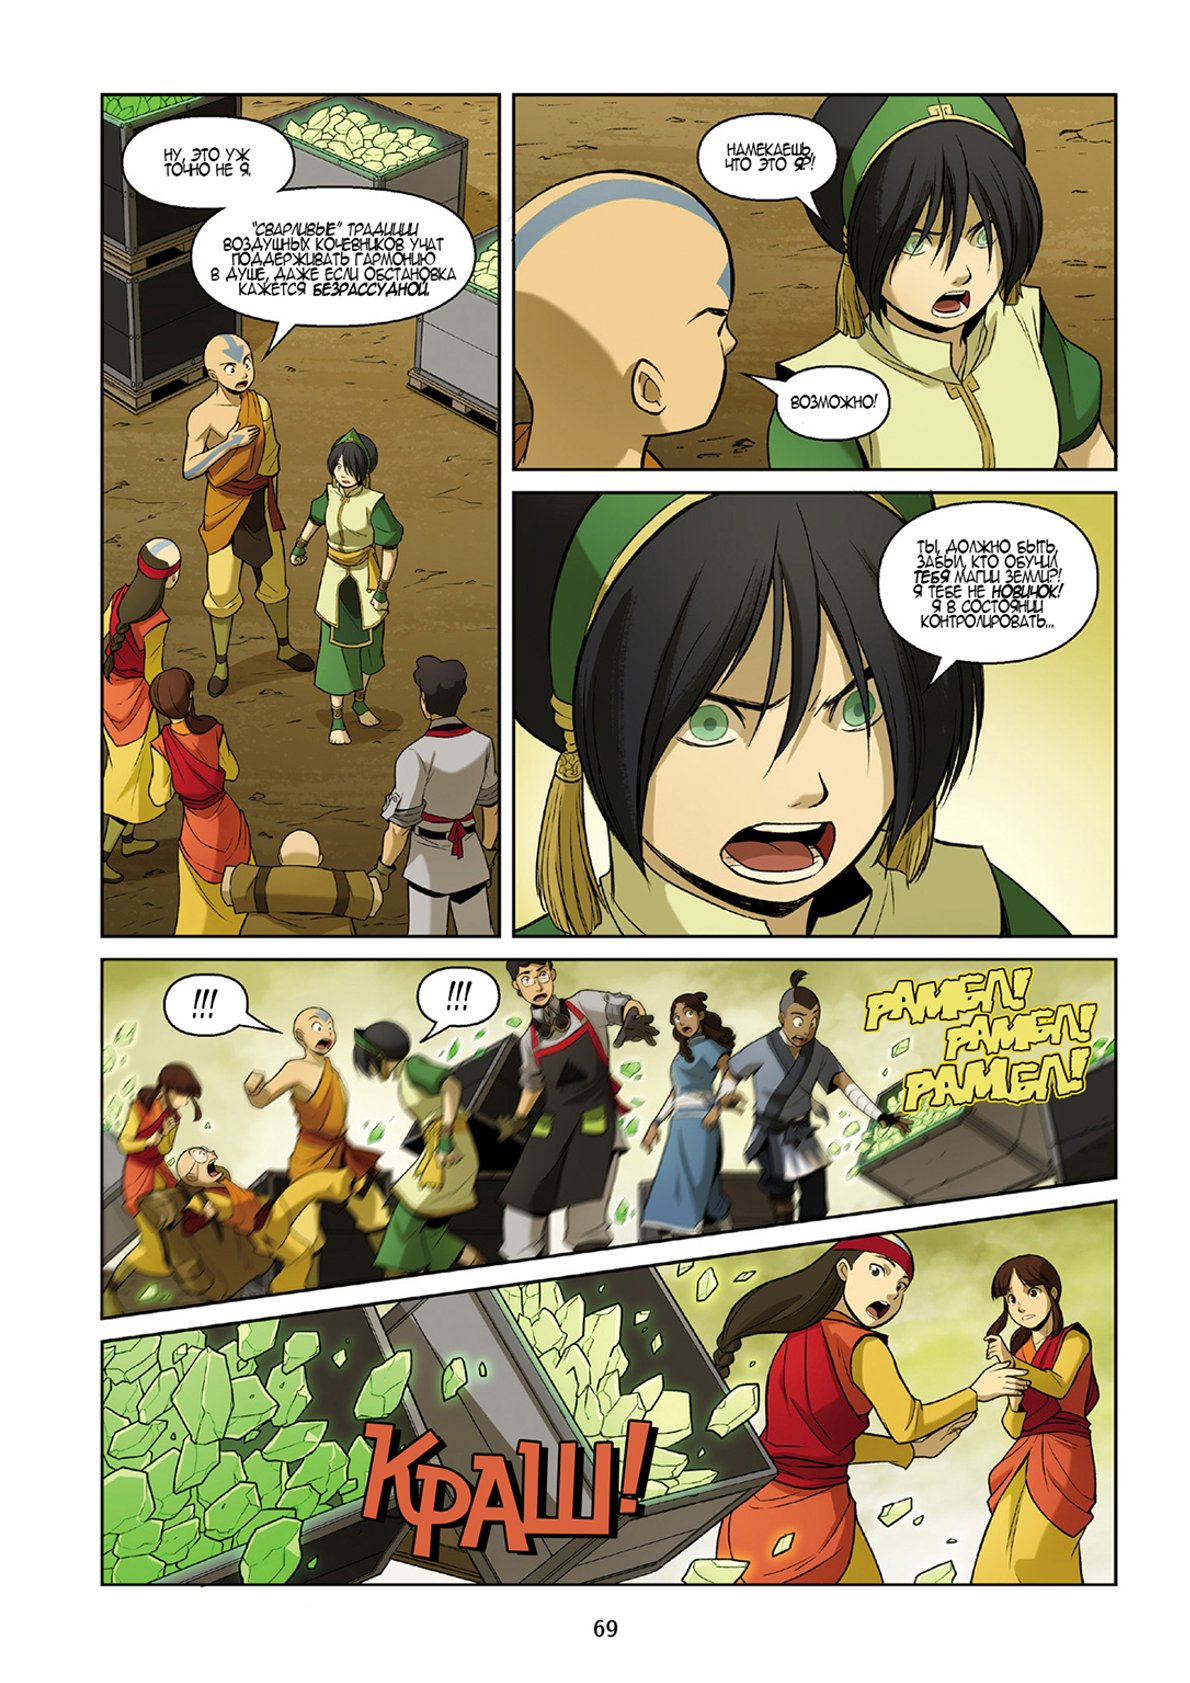 Ну, это уж
точно не я.
"Сварливые" традиции
воздушных кочевников учат
поддерживать гармонию
в душе, даже если обстановка
кажется безрассудной.
Намекаешь,
что это я?!
Возможно!
Ты, должно быть,
забыл, кто обучил
тебя магии земли?!
Я тебе не новичок!
Я в состоянии
контролировать...
!!!
!!!
РАМБЛ!
РАМБЛ!
РАМБЛ!
КРАШ!
69